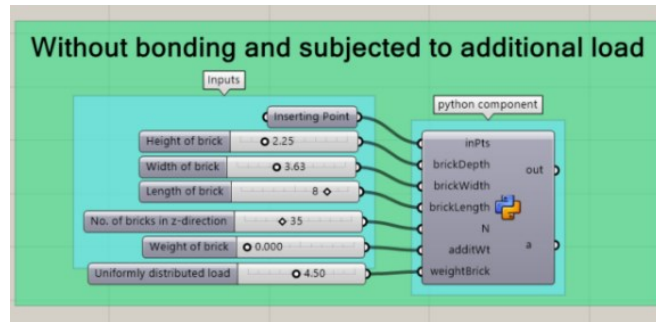 Without bonding and subjected to additional load
Inputs
python component
Inserting Point
Height of brick 2.25
Width of brick 3.63
Length of brick 8
No. of bricks in z-direction 35
Weight of brick 0.000
Uniformly distributed load 4.50
inPts
brickDepth
brickWidth
brickLength
N
additWt
weightBrick
out
a